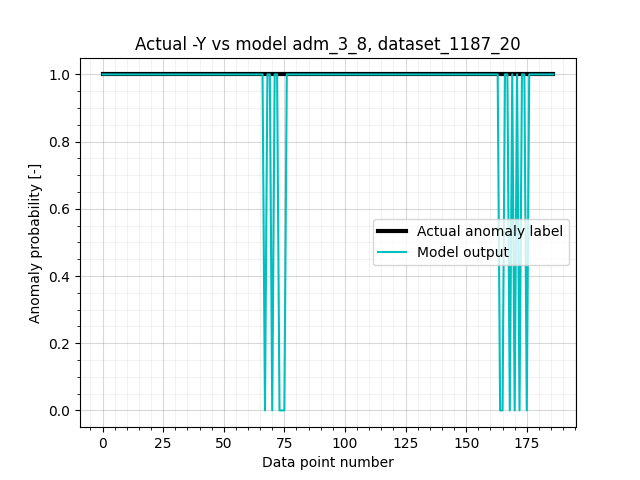 Actual -Y vs model adm_3_8, dataset_1187_20
1.0
0.8
0.6
0.4
0.2
0.0
Anomaly probability [-]
Actual anomaly label
Model output
0 25 50 75 100 125 150 175
Data point number